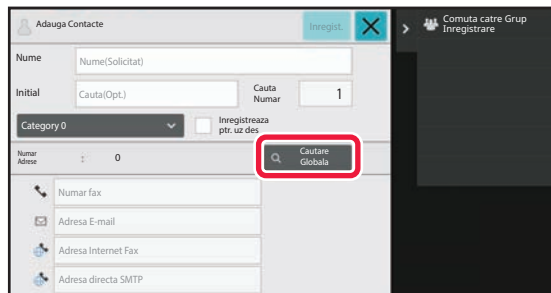 Adauga Contacte
Inregist.
Comuta catre Grup
Inregistrare
Nume
Nume(Solicitat)
Initial
Cauta(Opt.)
Cauta
Numar
1
Category 0
Inregistreaza
ptr. uz des
Numar
Adrese
:
0
Cautare
Globala
Numar fax
Adresa E-mail
Adresa Internet Fax
Adresa directa SMTP